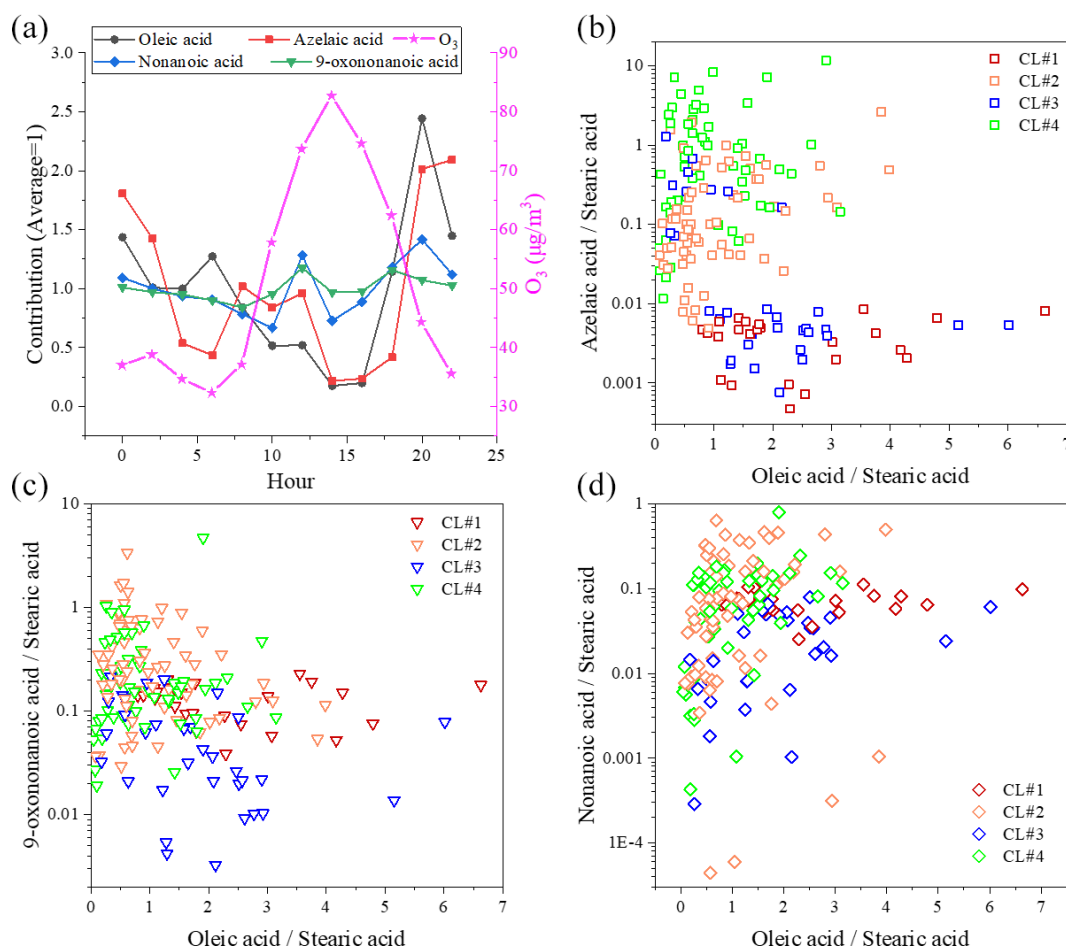 (a)
Oleic acid Azelaic acid O3
Nonanoic acid 9-oxononanoic acid
3.0
2.5
2.0
1.5
1.0
0.5
0.0
Contribution (Average=1)
0 5 10 15 20 25
Hour
90
80
70
60
50
40
30
O3 (μg/m3)
(b)
CL#1
CL#2
CL#3
CL#4
10
1
0.1
0.01
0.001
Azelaic acid / Stearic acid
0 1 2 3 4 5 6 7
Oleic acid / Stearic acid
(c)
CL#1
CL#2
CL#3
CL#4
10
1
0.1
0.01
9-oxononanoic acid / Stearic acid
0 1 2 3 4 5 6 7
Oleic acid / Stearic acid
(d)
1
0.1
0.01
0.001
1E-4
Nonanoic acid / Stearic acid
CL#1
CL#2
CL#3
CL#4
0 1 2 3 4 5 6 7
Oleic acid / Stearic acid